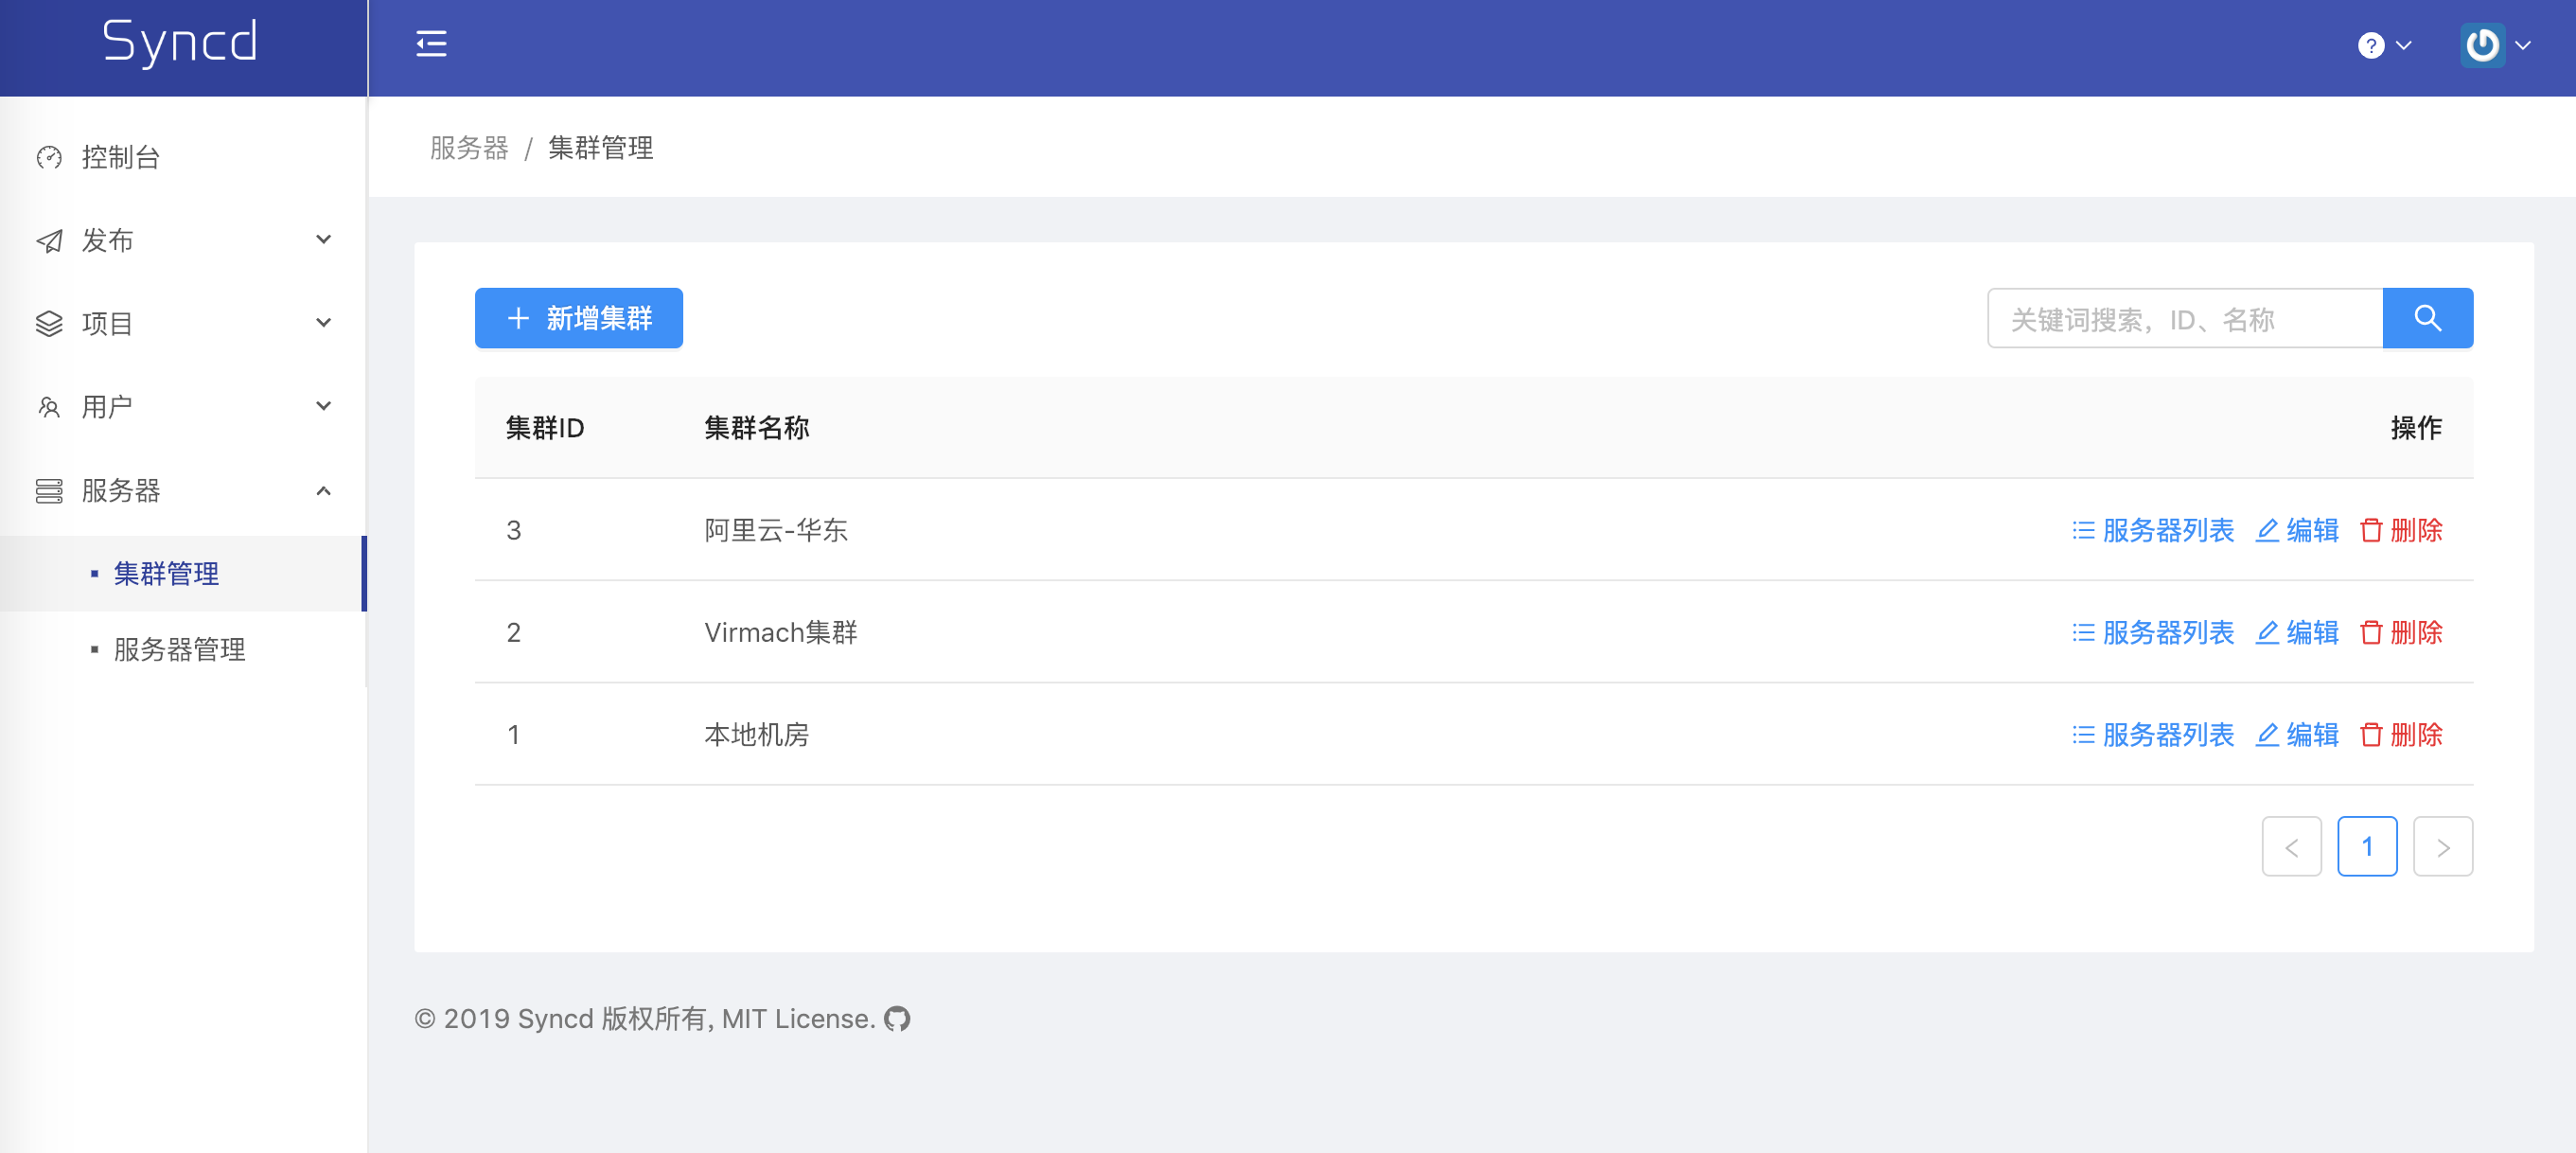 Syncd
控制台
发布
项目
用户
服务器
集群管理
服务器管理
服务器 / 集群管理
新增集群
关键词搜索，ID、名称
集群ID 集群名称 操作
3 阿里云-华东 服务器列表 编辑 删除
2 Virmach集群 服务器列表 编辑 删除
1 本地机房 服务器列表 编辑 删除
< 1 >
© 2019 Syncd 版权所有, MIT License.